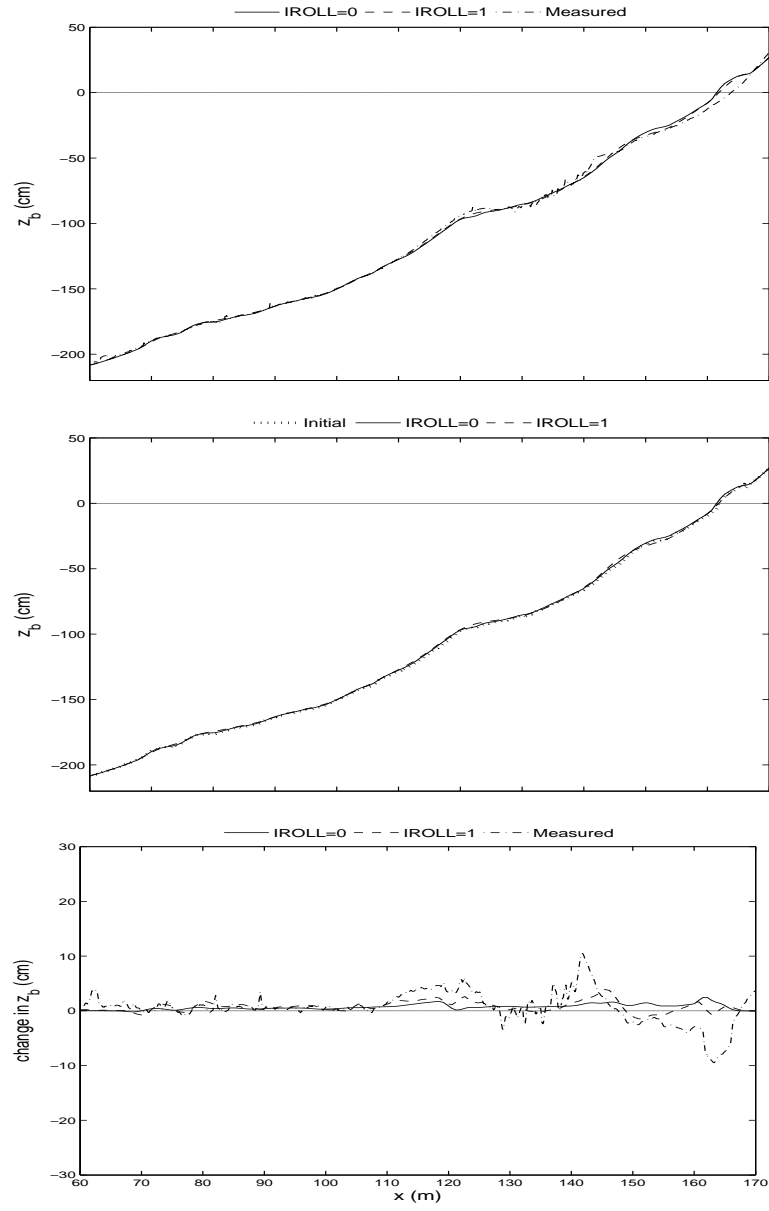 IROLL=0 IROLL=1 Measured
50
0
−50
−100
−150
−200
z_b (cm)
Initial IROLL=0 IROLL=1
50
0
−50
−100
−150
−200
z_b (cm)
IROLL=0 IROLL=1 Measured
30
20
10
0
−10
−20
−30
change in z_b (cm)
60 70 80 90 100 110 120 130 140 150 160 170
x (m)